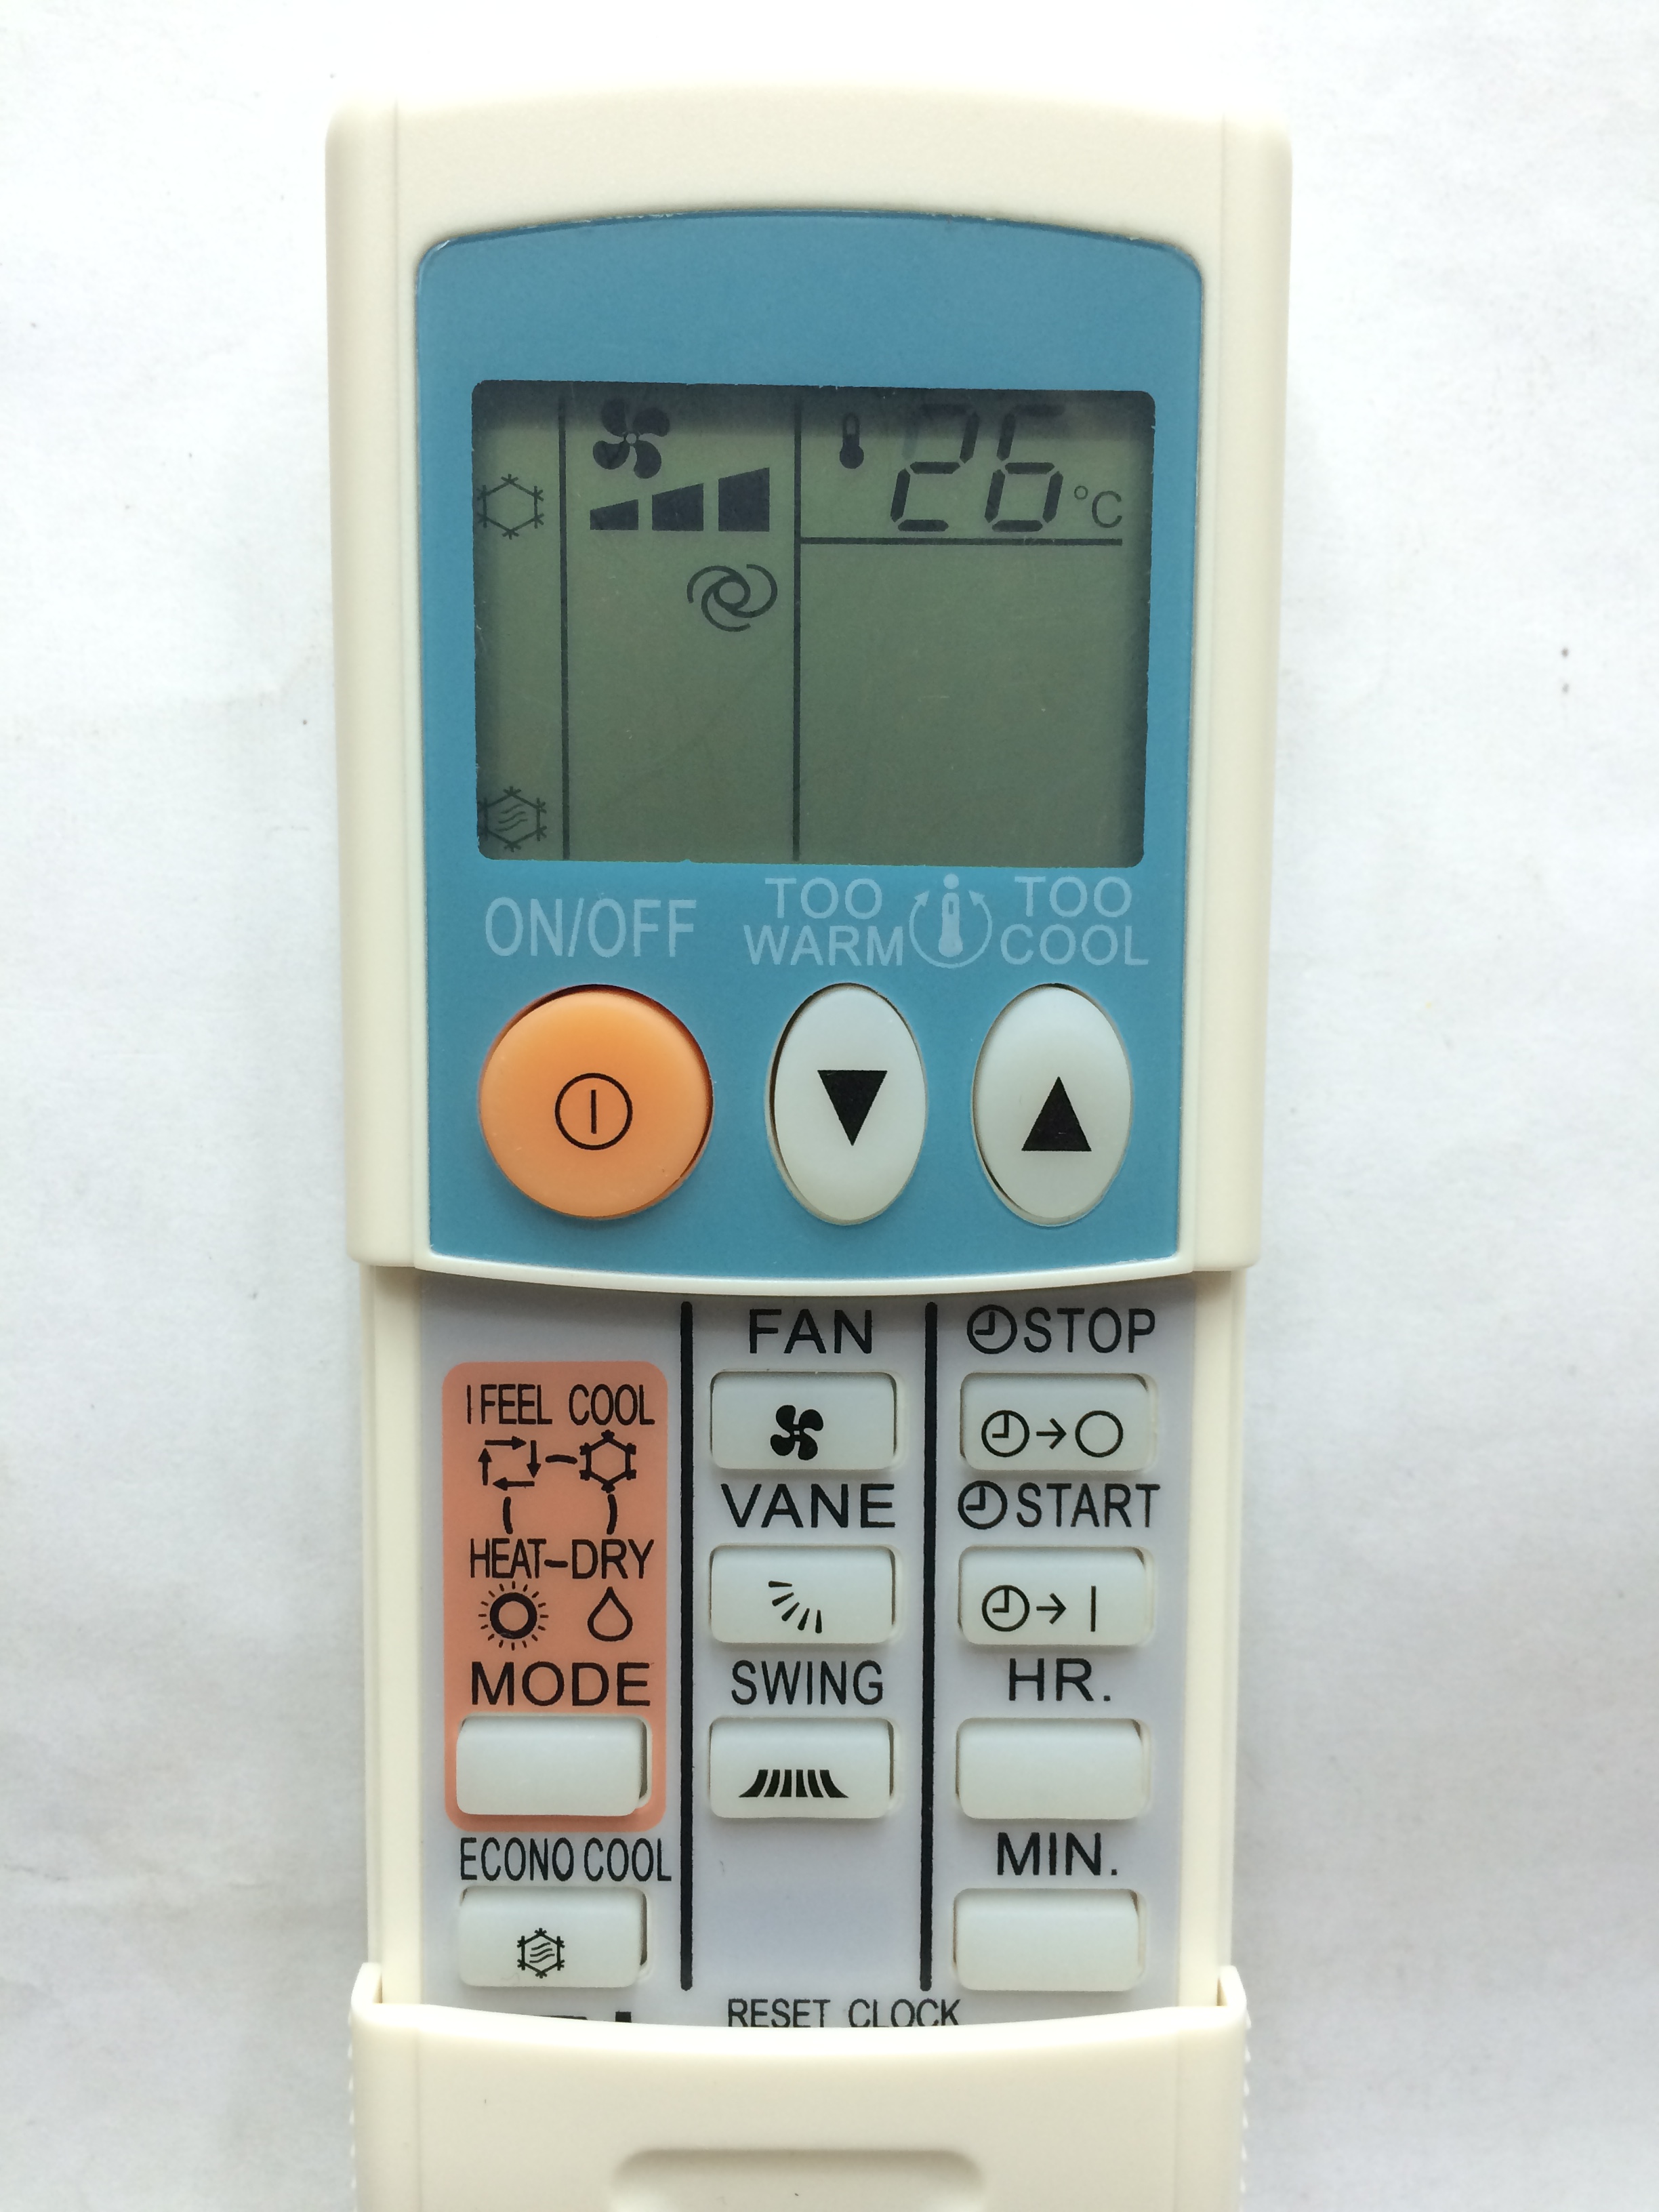 26 °C
ON/OFF
TOO WARM
TOO COOL
FAN
STOP
I FEEL COOL
VANE
START
HEAT-DRY
MODE
SWING
HR.
ECONO COOL
MIN.
RESET CLOCK